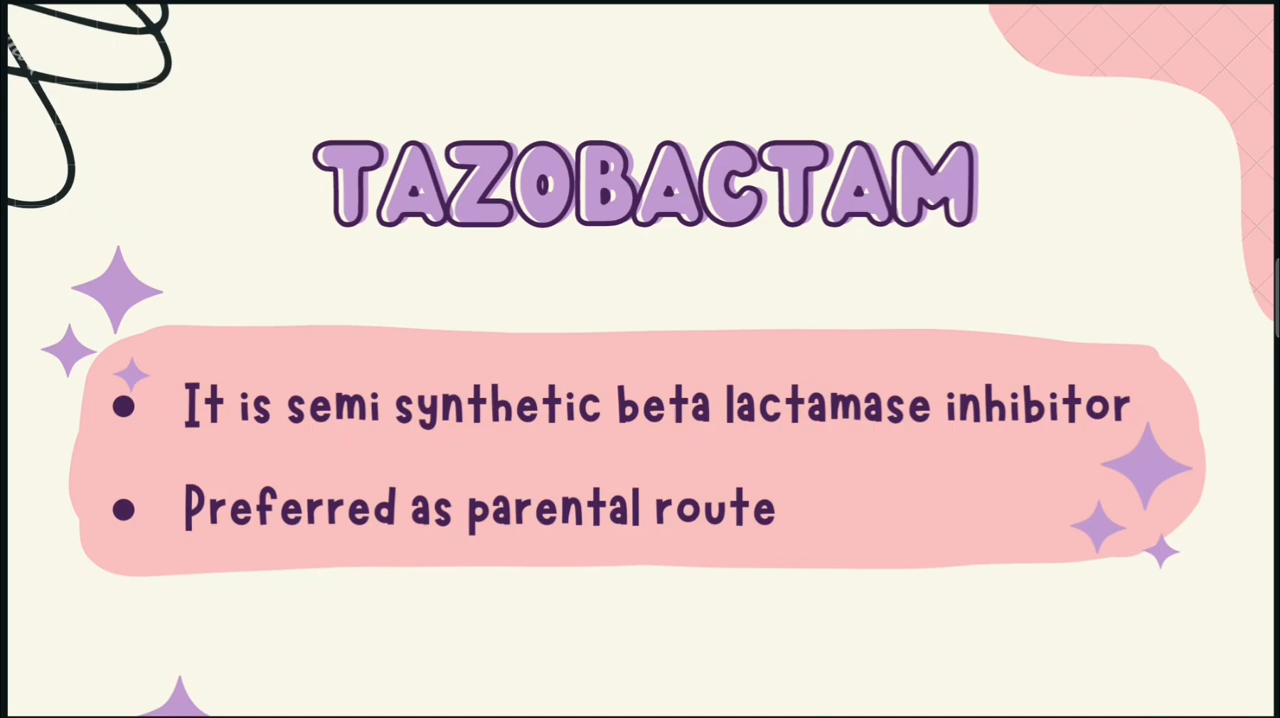 TAZOBACTAM
• It is semi synthetic beta lactamase inhibitor
• Preferred as parental route